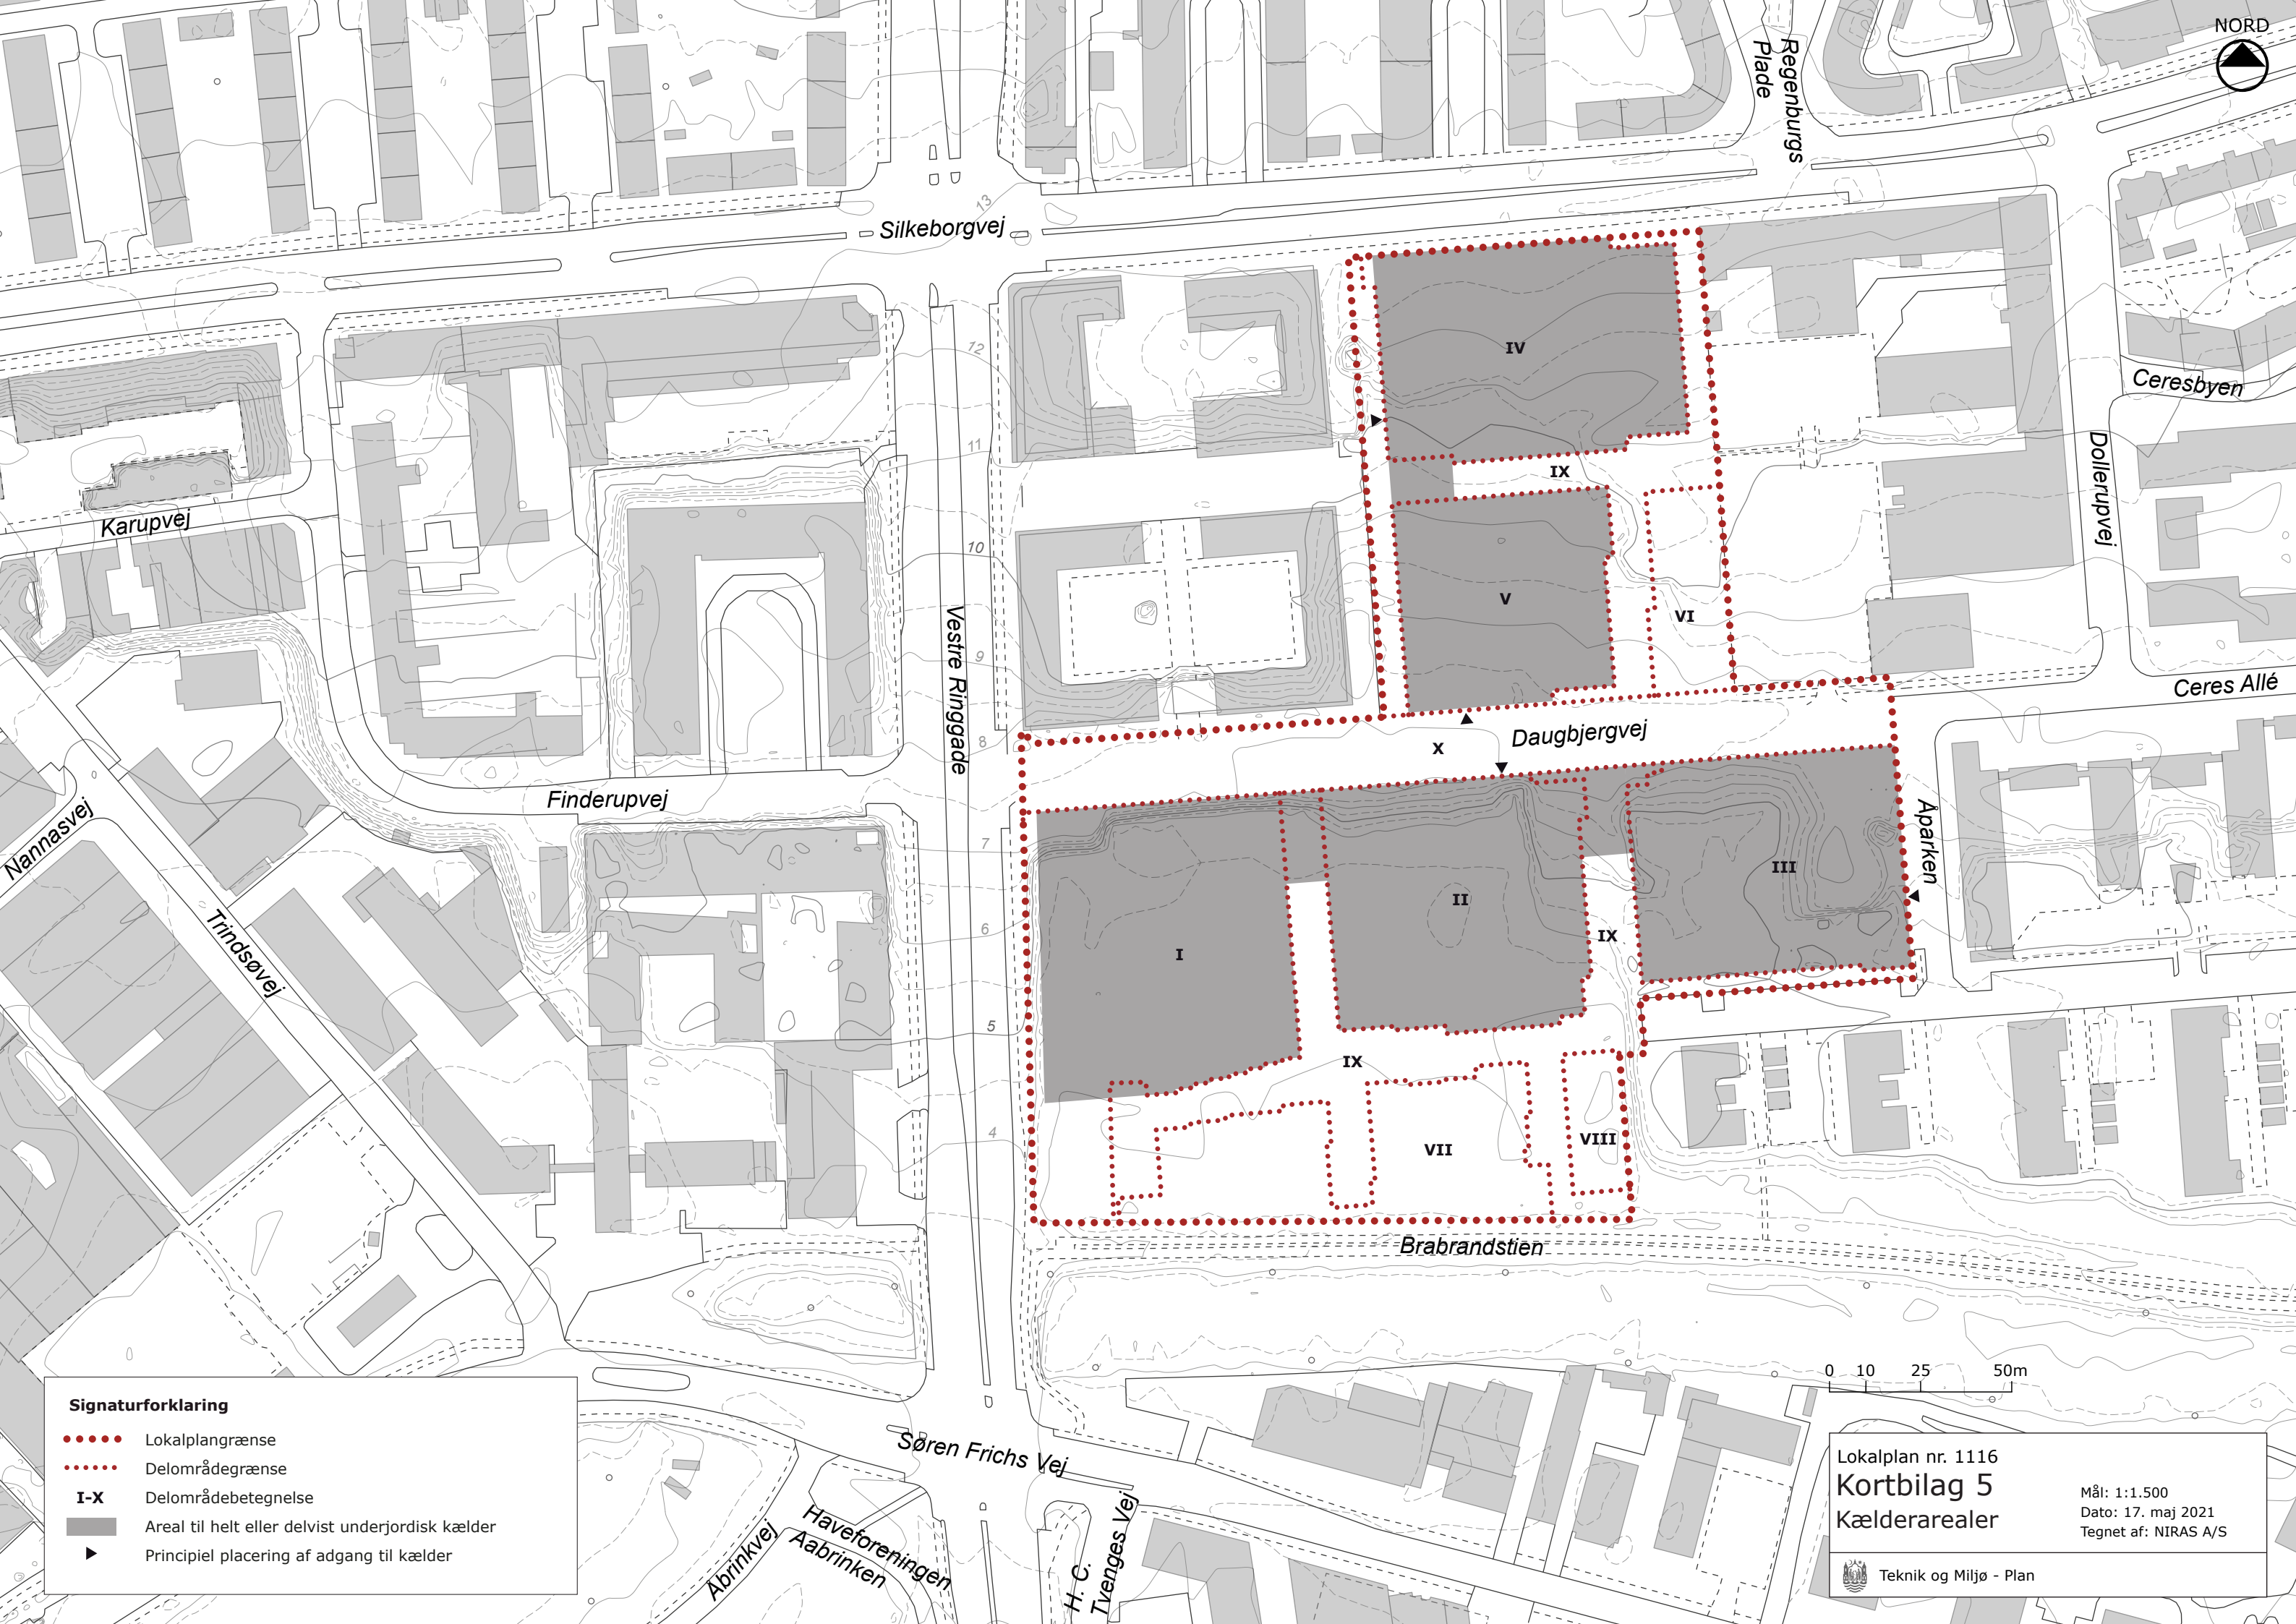 NORD
Regenburgs
Plade
13
Silkeborgvej
12
IV
Ceresbyen
11
Dollerupvej
IX
Karupvej
10
V
VI
9
Vestre Ringgade
Ceres Allé
8
X
Daugbjergvej
Finderupvej
Nannasvej
7
Åparken
III
II
6
Trindsøvej
IX
I
5
IX
4
VII
VIII
Brabrandstien
0 10 25 50m
Søren Frichs Vej
H. C.
Tvenges Vej
Haveforeningen
Aabrinken
Åbrinkvej
Signaturforklaring
Lokalplangrænse
Delområdegrænse
I-X Delområdebetegnelse
Areal til helt eller delvist underjordisk kælder
Principiel placering af adgang til kælder
Lokalplan nr. 1116
Kortbilag 5
Kælderarealer
Mål: 1:1.500
Dato: 17. maj 2021
Tegnet af: NIRAS A/S
Teknik og Miljø - Plan